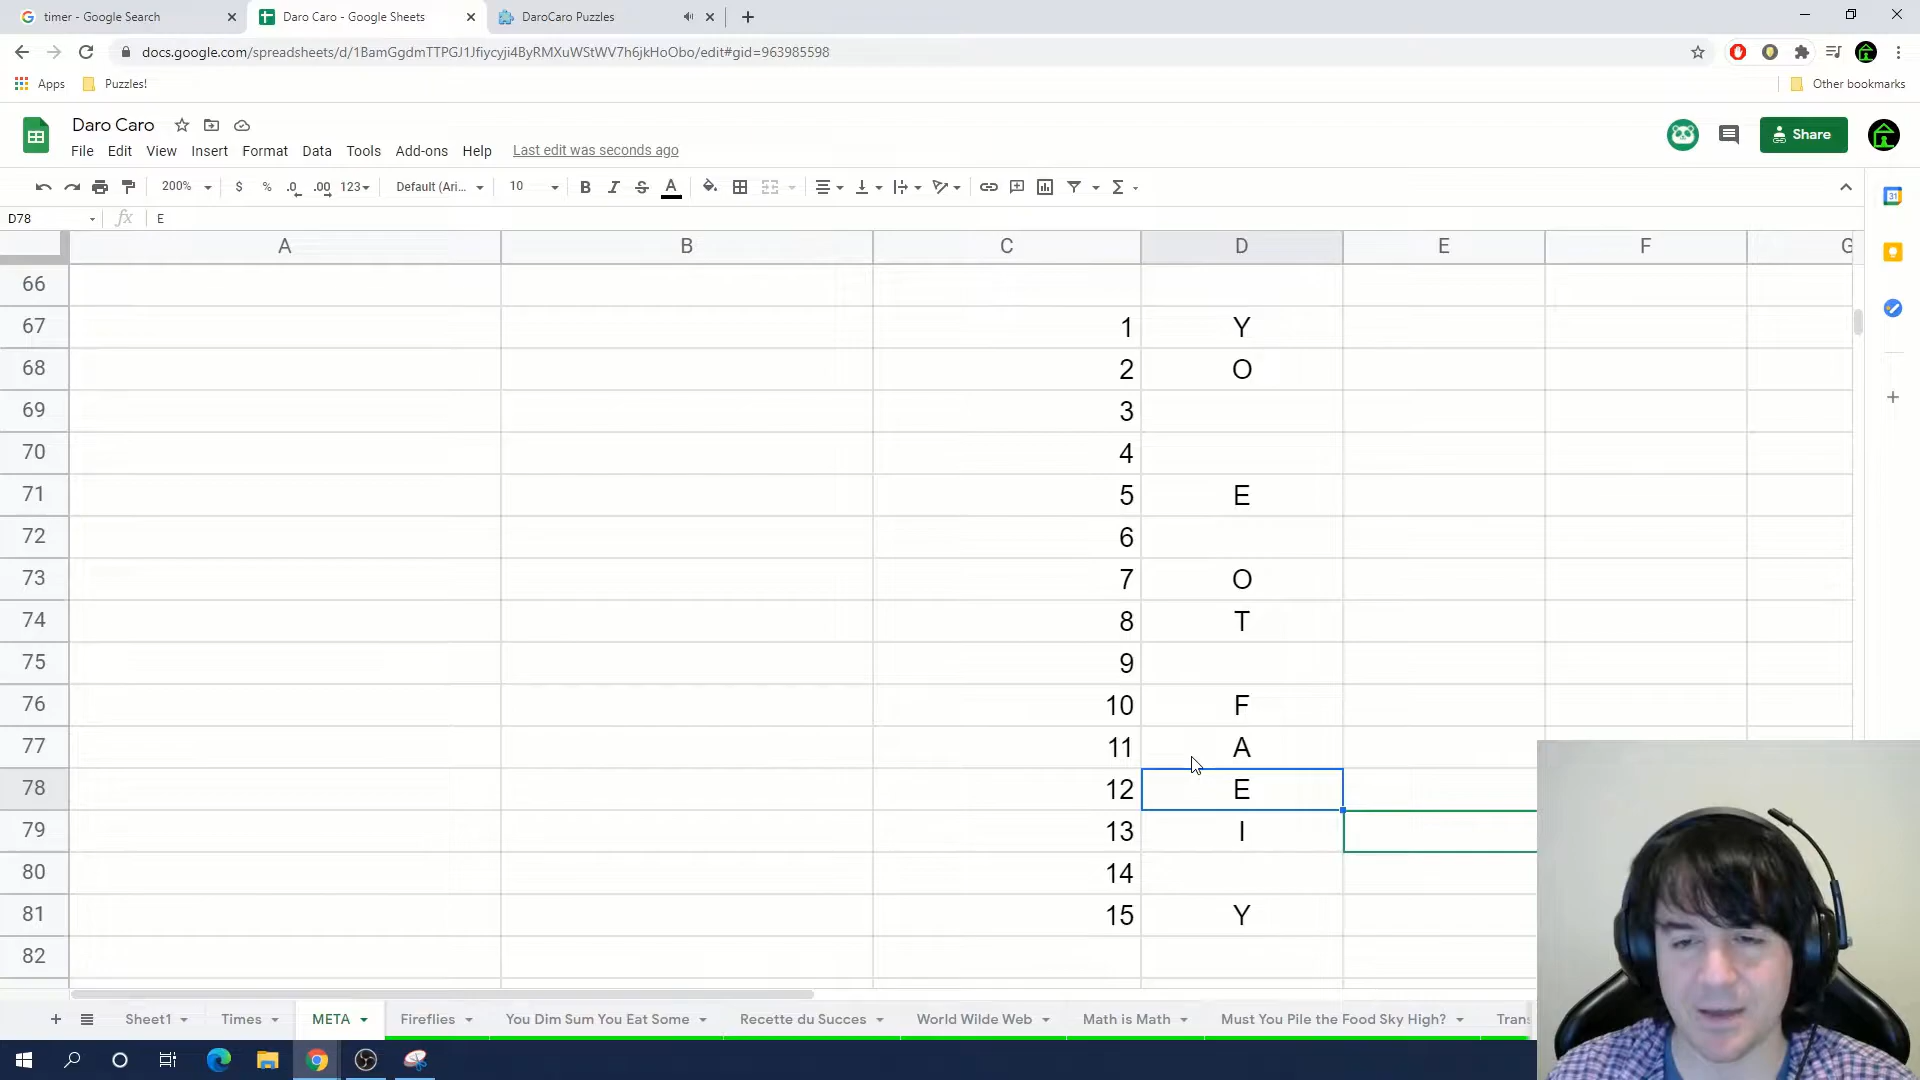 timer - Google Search
Daro Caro - Google Sheets
DaroCaro Puzzles
docs.google.com/spreadsheets/d/1BamGgdmTTPGJ1Jfiycyji4ByRMXuWStWV7h6jkHoObo/edit#gid=963985598
Apps
Puzzles!
Other bookmarks
Daro Caro
Share
File Edit View Insert Format Data Tools Add-ons Help Last edit was seconds ago
200% $ % .0 .00 123 Default (Ari... 10 B I S A Σ
D78 fx E
A B C D E F G
66
67 1 Y
68 2 O
69 3
70 4
71 5 E
72 6
73 7 O
74 8 T
75 9
76 10 F
77 11 A
78 12 E
79 13 I
80 14
81 15 Y
82
Sheet1 Times META Fireflies You Dim Sum You Eat Some Recette du Succes World Wilde Web Math is Math Must You Pile the Food Sky High? Tran